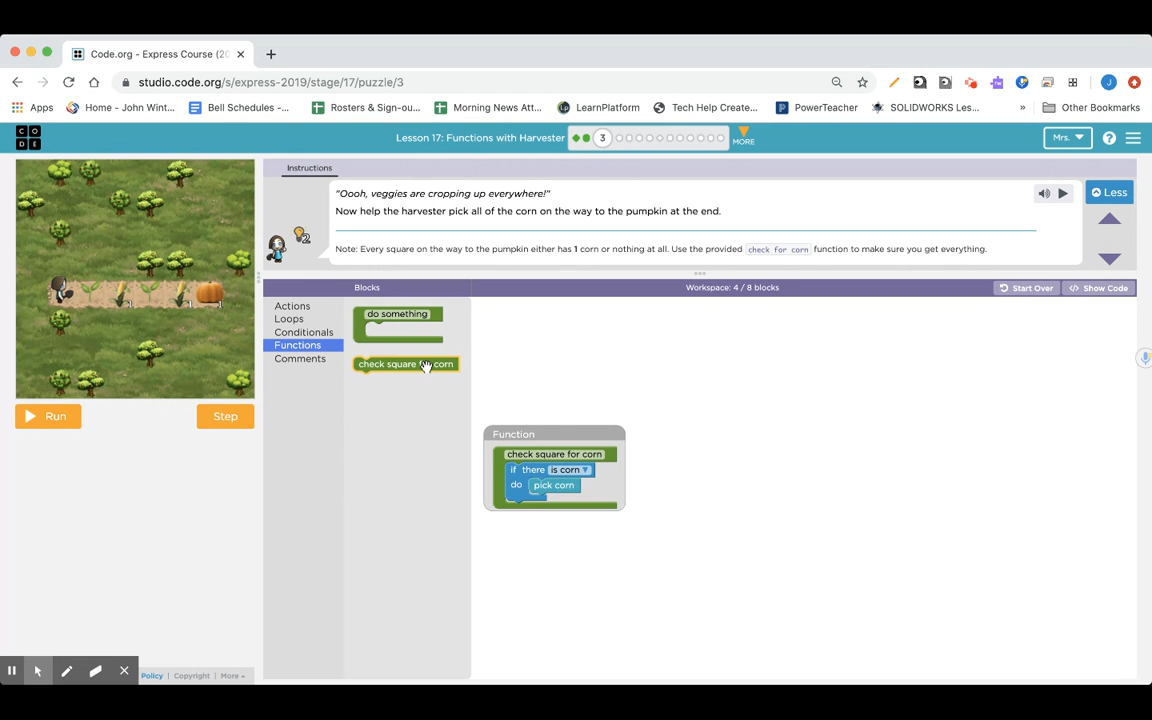 Code.org - Express Course (20
studio.code.org/s/express-2019/stage/17/puzzle/3
J
Apps
Home - John Wint...
Bell Schedules -...
Rosters & Sign-ou...
Morning News Att...
LearnPlatform
Tech Help Create...
PowerTeacher
SOLIDWORKS Les...
»
Other Bookmarks
C O
D E
Lesson 17: Functions with Harvester
3
MORE
Mrs.
?
Instructions
"Oooh, veggies are cropping up everywhere!"
Now help the harvester pick all of the corn on the way to the pumpkin at the end.
2
Note: Every square on the way to the pumpkin either has 1 corn or nothing at all. Use the provided check for corn function to make sure you get everything.
Less
Blocks
Workspace: 4 / 8 blocks
Start Over
</> Show Code
Actions
Loops
Conditionals
Functions
Comments
do something
check square for corn
1
1
1
Run
Step
Function
check square for corn
if there is corn
do pick corn
Policy | Copyright | More